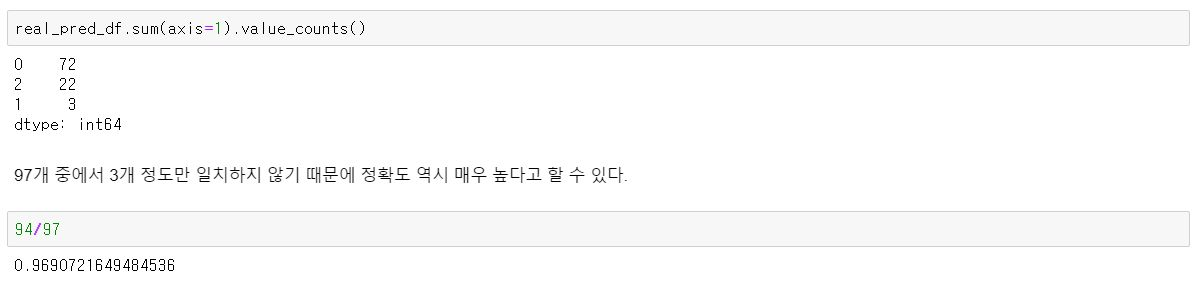 real_pred_df.sum(axis=1).value_counts()
0    72
2    22
1     3
dtype: int64
97개 중에서 3개 정도만 일치하지 않기 때문에 정확도 역시 매우 높다고 할 수 있다.
94/97
0.9690721649484536